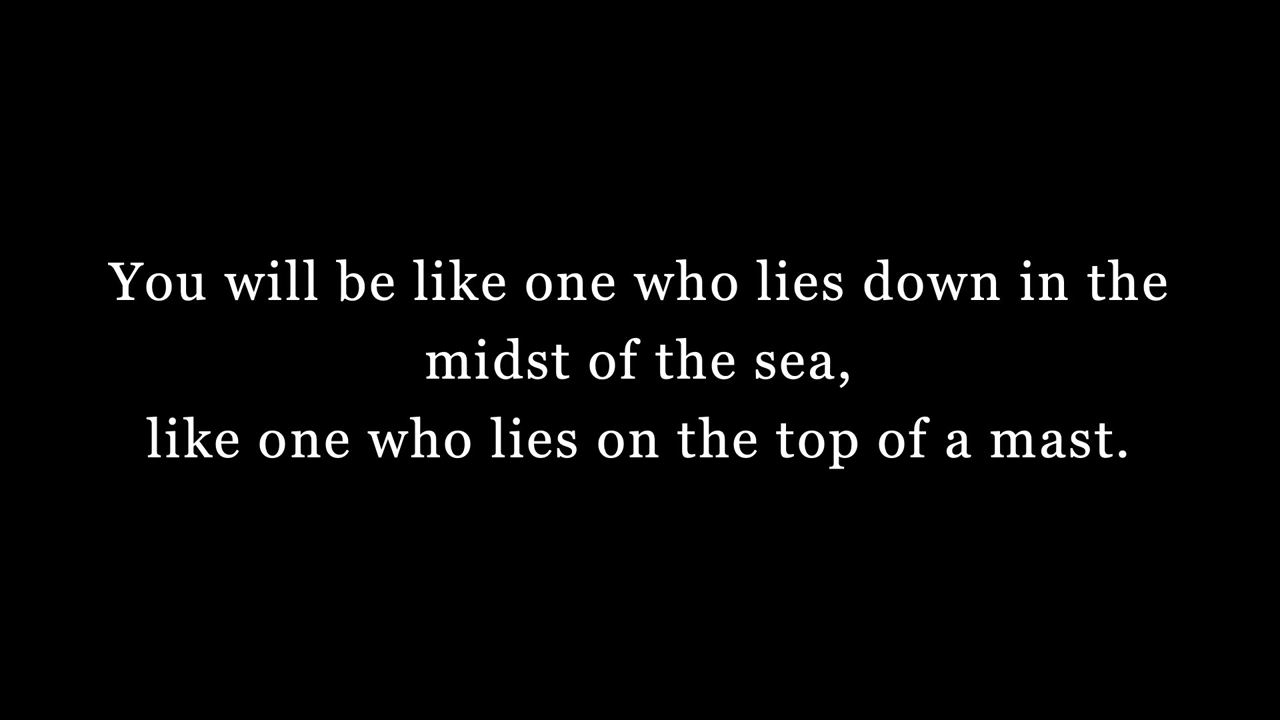 You will be like one who lies down in the
midst of the sea,
like one who lies on the top of a mast.